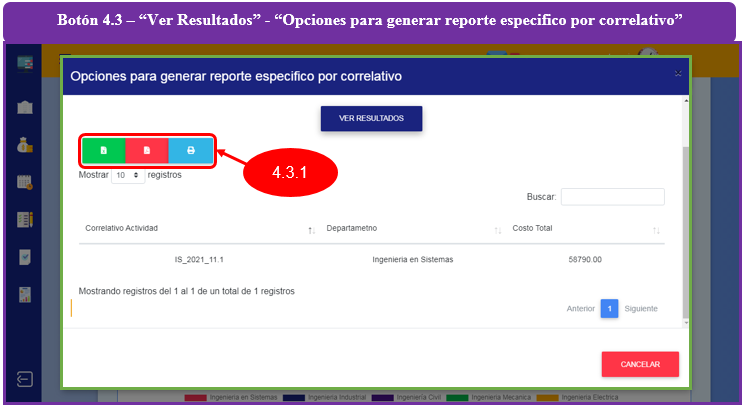 Botón 4.3 – “Ver Resultados” - “Opciones para generar reporte especifico por correlativo”
Opciones para generar reporte especifico por correlativo
×
VER RESULTADOS
4.3.1
Mostrar 10 registros
Buscar:
Correlativo Actividad Departametno Costo Total
IS_2021_11.1 Ingenieria en Sistemas 58790.00
Mostrando registros del 1 al 1 de un total de 1 registros
Anterior 1 Siguiente
CANCELAR
Ingenieria en Sistemas Ingenieria Industrial Ingenieria Civil Ingenieria Mecanica Ingenieria Electrica